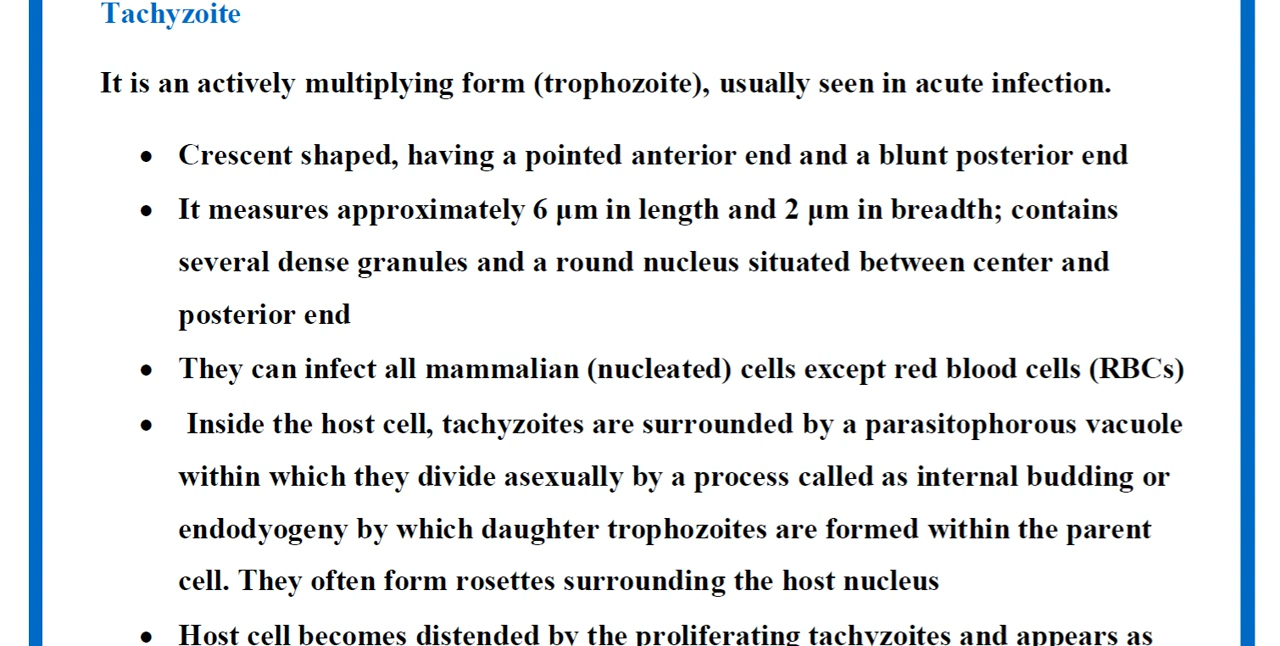 Tachyzoite
It is an actively multiplying form (trophozoite), usually seen in acute infection.
• Crescent shaped, having a pointed anterior end and a blunt posterior end
• It measures approximately 6 µm in length and 2 µm in breadth; contains
several dense granules and a round nucleus situated between center and
posterior end
• They can infect all mammalian (nucleated) cells except red blood cells (RBCs)
• Inside the host cell, tachyzoites are surrounded by a parasitophorous vacuole
within which they divide asexually by a process called as internal budding or
endodyogeny by which daughter trophozoites are formed within the parent
cell. They often form rosettes surrounding the host nucleus
• Host cell becomes distended by the proliferating tachyzoites and appears as